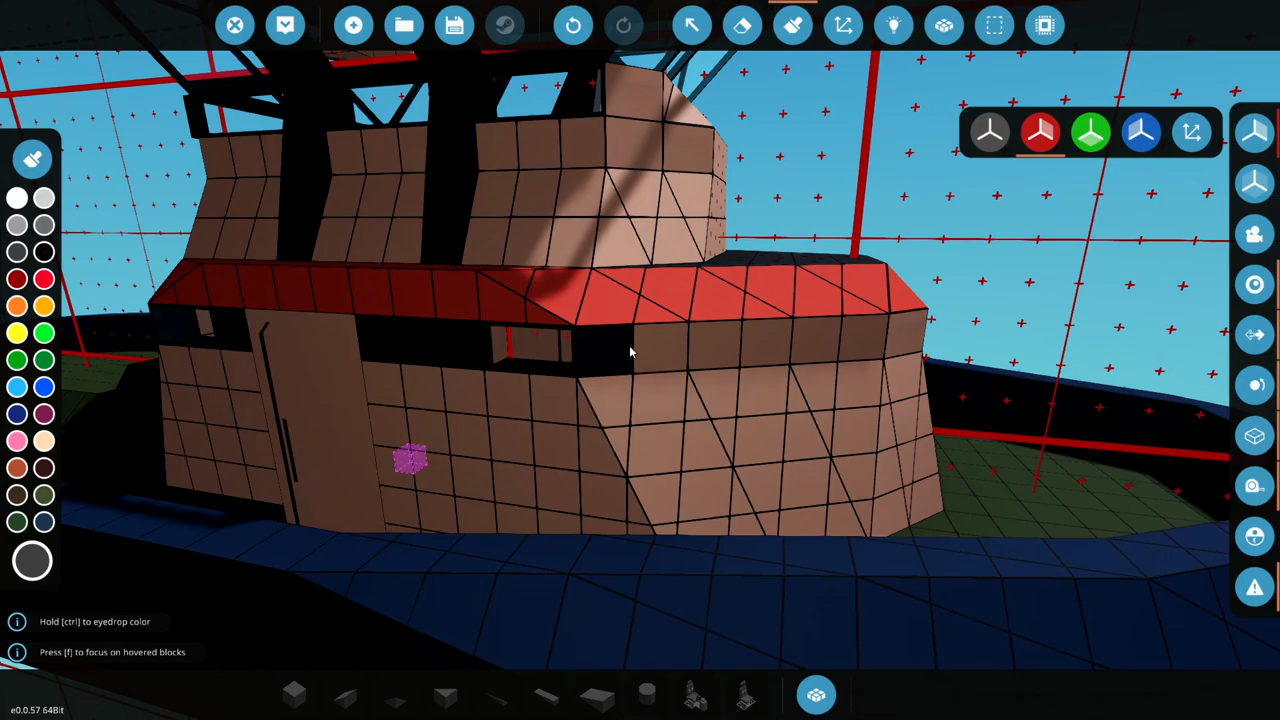 Hold [ctrl] to eyedrop color
Press [f] to focus on hovered blocks
e0.0.57 64Bit